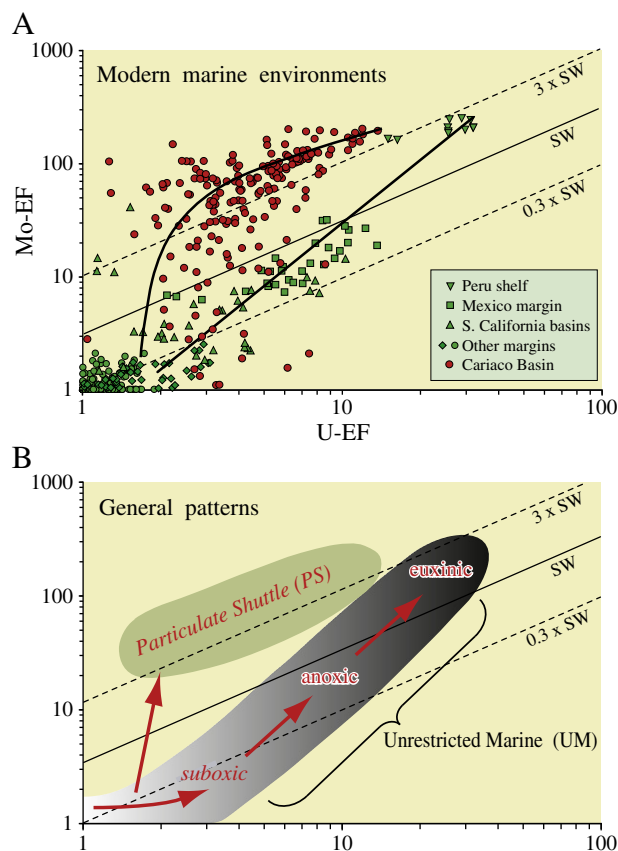 A
1000
Modern marine environments
3 x SW
SW
100
0.3 x SW
Mo-EF
10
Peru shelf
Mexico margin
S. California basins
Other margins
Cariaco Basin
1
1
10
100
U-EF
B
1000
General patterns
3 x SW
SW
euxinic
100
Particulate Shuttle (PS)
0.3 x SW
anoxic
10
Unrestricted Marine (UM)
suboxic
1
1
10
100